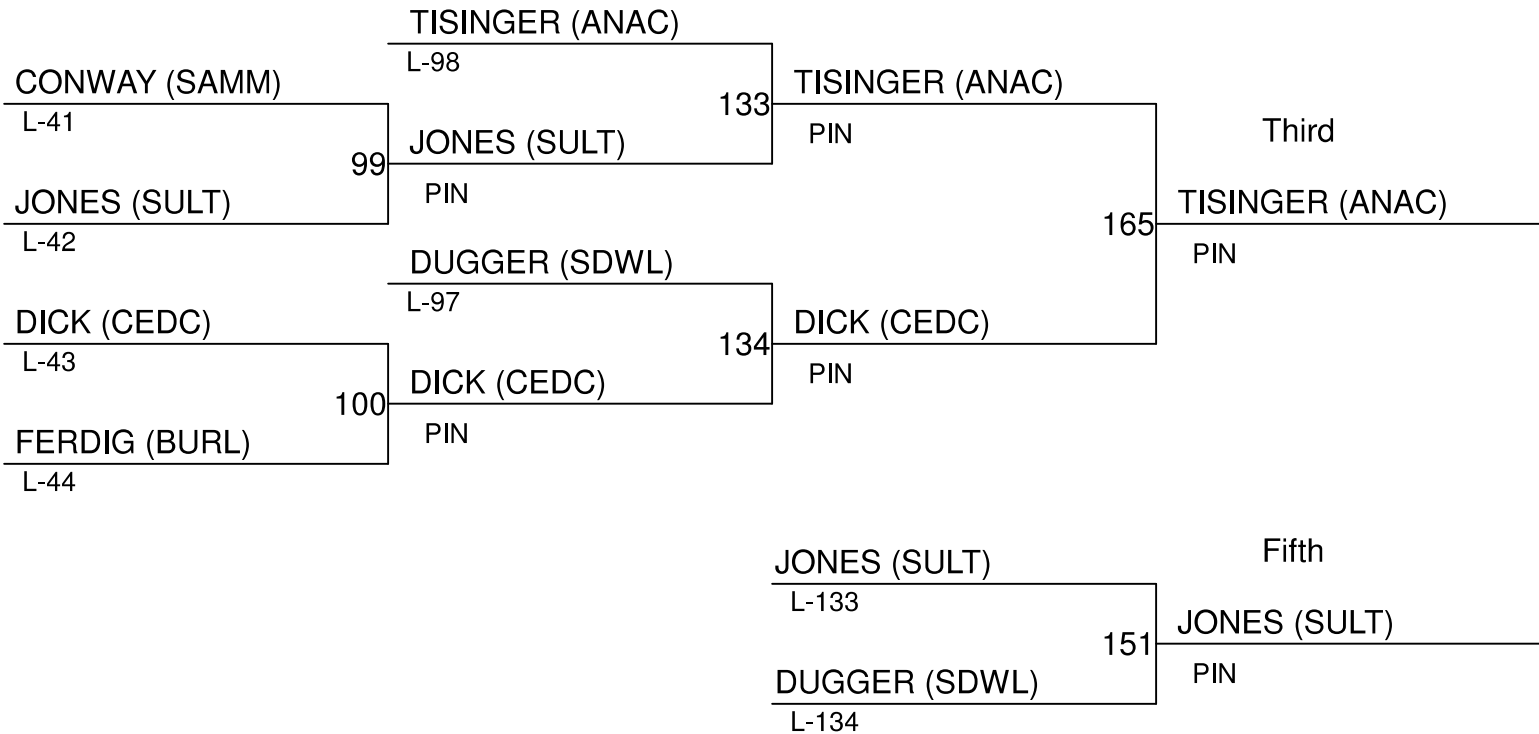 TISINGER (ANAC)
L-98
CONWAY (SAMM)
L-41
133
TISINGER (ANAC)
PIN
JONES (SULT)
PIN
99
JONES (SULT)
L-42
Third
TISINGER (ANAC)
PIN
165
DUGGER (SDWL)
L-97
DICK (CEDC)
L-43
134
DICK (CEDC)
PIN
DICK (CEDC)
PIN
100
FERDIG (BURL)
L-44
Fifth
JONES (SULT)
L-133
151
JONES (SULT)
PIN
DUGGER (SDWL)
L-134